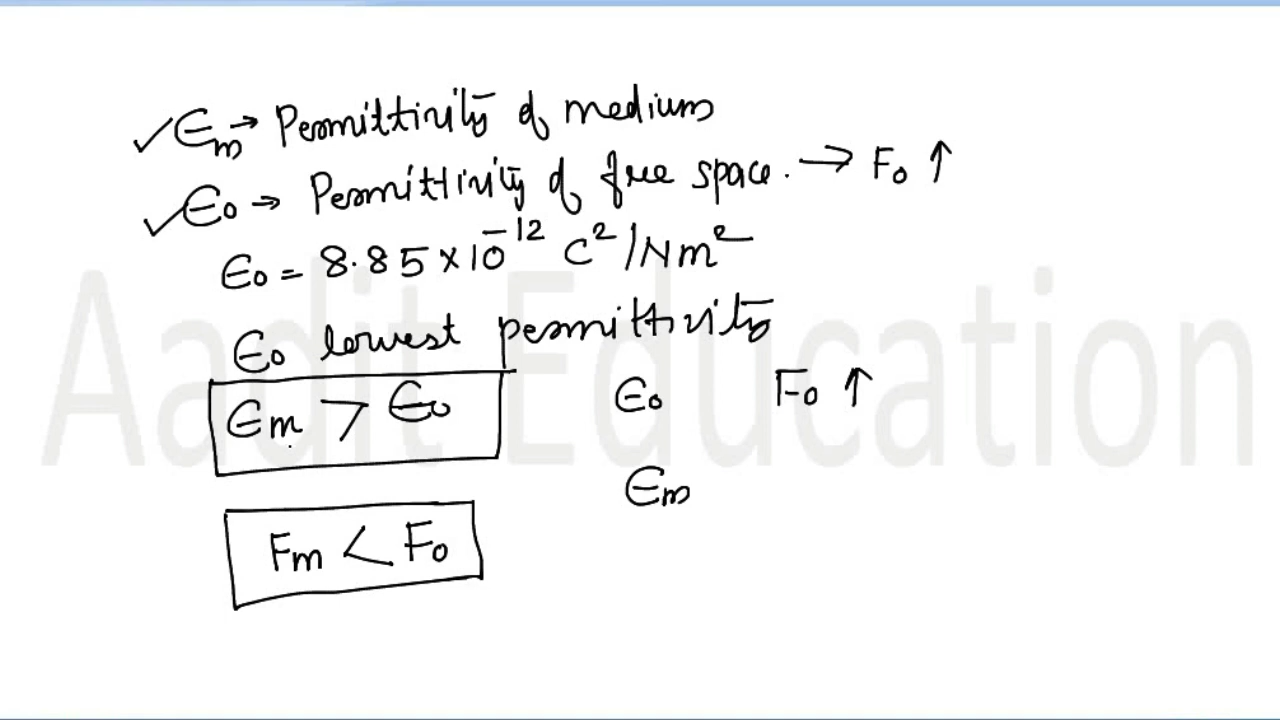 ✓ϵm → Permittivity of medium
✓ϵ0 → Permittivity of free space. → F0 ↑
ϵ0 = 8.85 × 10^-12 C²/Nm²
ϵ0 lowest permittivity
ϵm > ϵ0
ϵ0 F0 ↑
ϵm
Fm < F0
Aadit Education